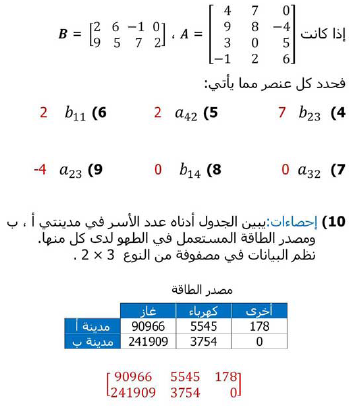 إذا كانت A = [4 7 0
9 8 -4
3 0 5
-1 2 6] ، B = [2 6 -1 0
9 5 7 2]
فحدد كل عنصر مما يأتي:
4) b₂₃ 7 5) a₄₂ 2 6) b₁₁ 2
7) a₃₂ 0 8) b₁₄ 0 9) a₂₃ -4
10) إحصاءات:يبين الجدول أدناه عدد الأسر في مدينتي أ ، ب
ومصدر الطاقة المستعمل في الطهو لدى كل منها.
نظم البيانات في مصفوفة من النوع 3 × 2 .
مصدر الطاقة
غاز كهرباء أخرى
مدينة أ 90966 5545 178
مدينة ب 241909 3754 0
[90966 5545 178
241909 3754 0]